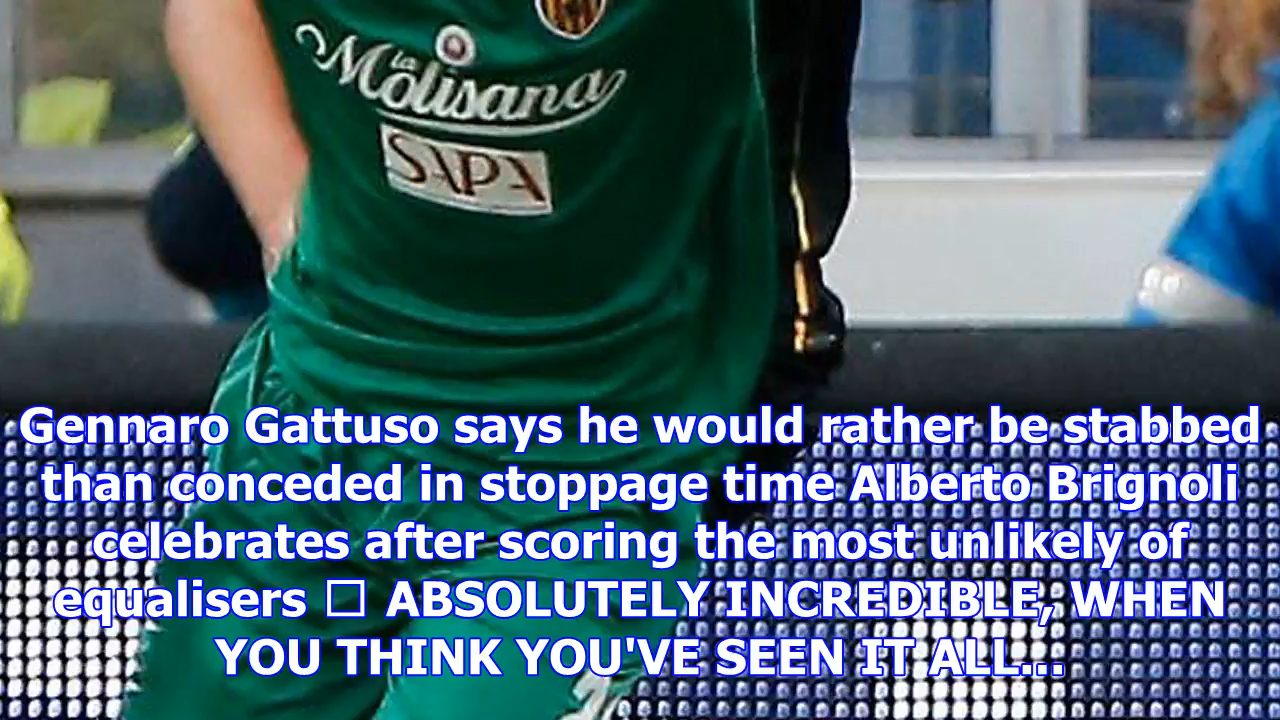 la
Molisana
SAPA
Gennaro Gattuso says he would rather be stabbed
than conceded in stoppage time Alberto Brignoli
celebrates after scoring the most unlikely of
equalisers □ ABSOLUTELY INCREDIBLE, WHEN
YOU THINK YOU'VE SEEN IT ALL...